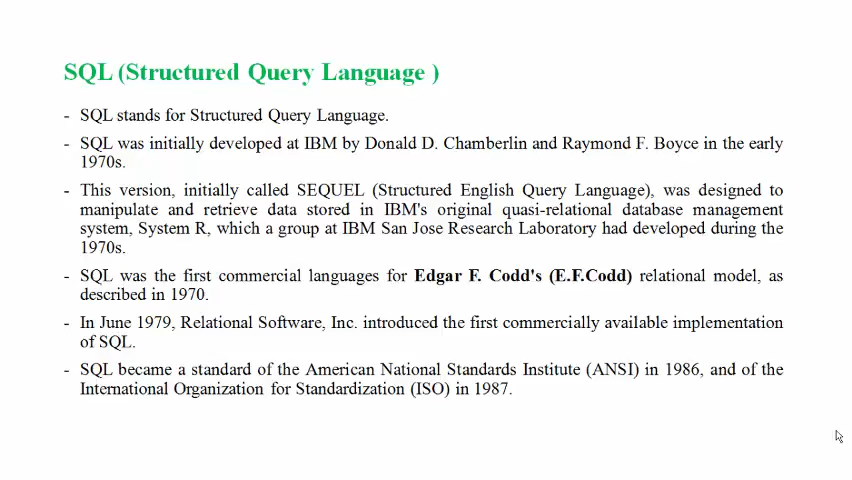 SQL (Structured Query Language )
- SQL stands for Structured Query Language.
- SQL was initially developed at IBM by Donald D. Chamberlin and Raymond F. Boyce in the early
1970s.
- This version, initially called SEQUEL (Structured English Query Language), was designed to
manipulate and retrieve data stored in IBM's original quasi-relational database management
system, System R, which a group at IBM San Jose Research Laboratory had developed during the
1970s.
- SQL was the first commercial languages for Edgar F. Codd's (E.F.Codd) relational model, as
described in 1970.
- In June 1979, Relational Software, Inc. introduced the first commercially available implementation
of SQL.
- SQL became a standard of the American National Standards Institute (ANSI) in 1986, and of the
International Organization for Standardization (ISO) in 1987.